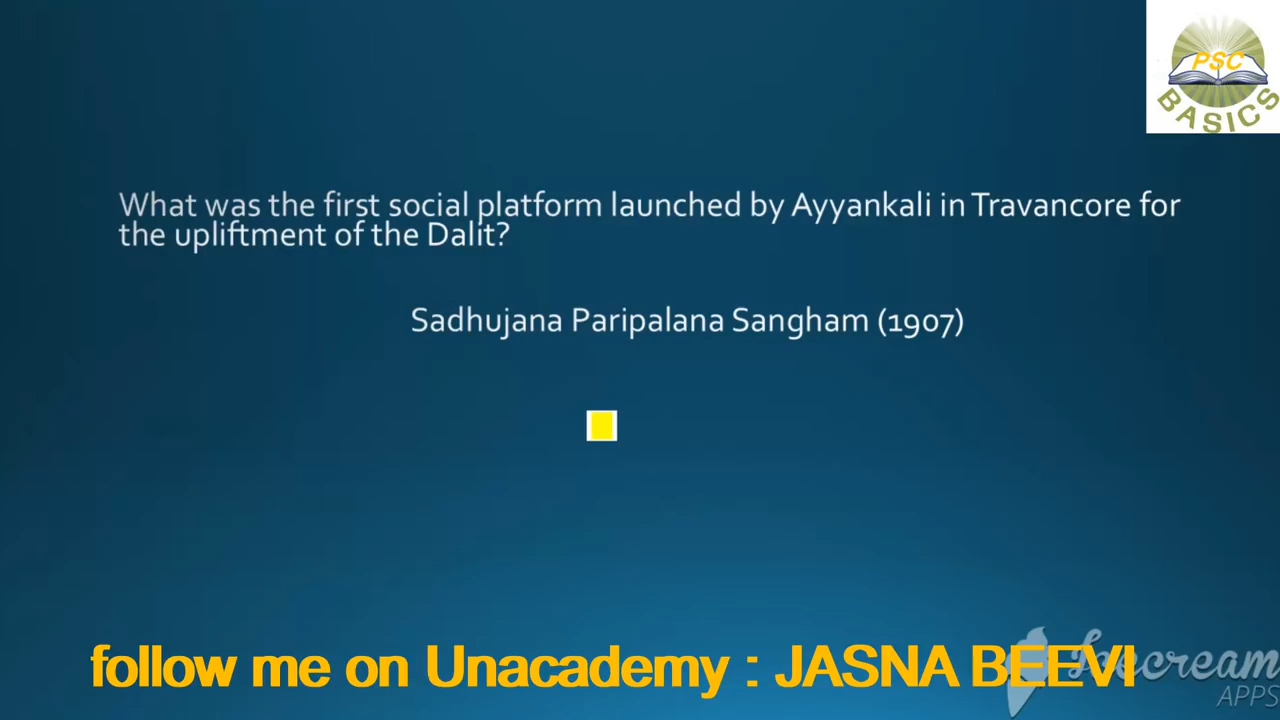 PSC
BASICS
What was the first social platform launched by Ayyankali in Travancore for
the upliftment of the Dalit?
Sadhujana Paripalana Sangham (1907)
follow me on Unacademy : JASNA BEEVI
APPS